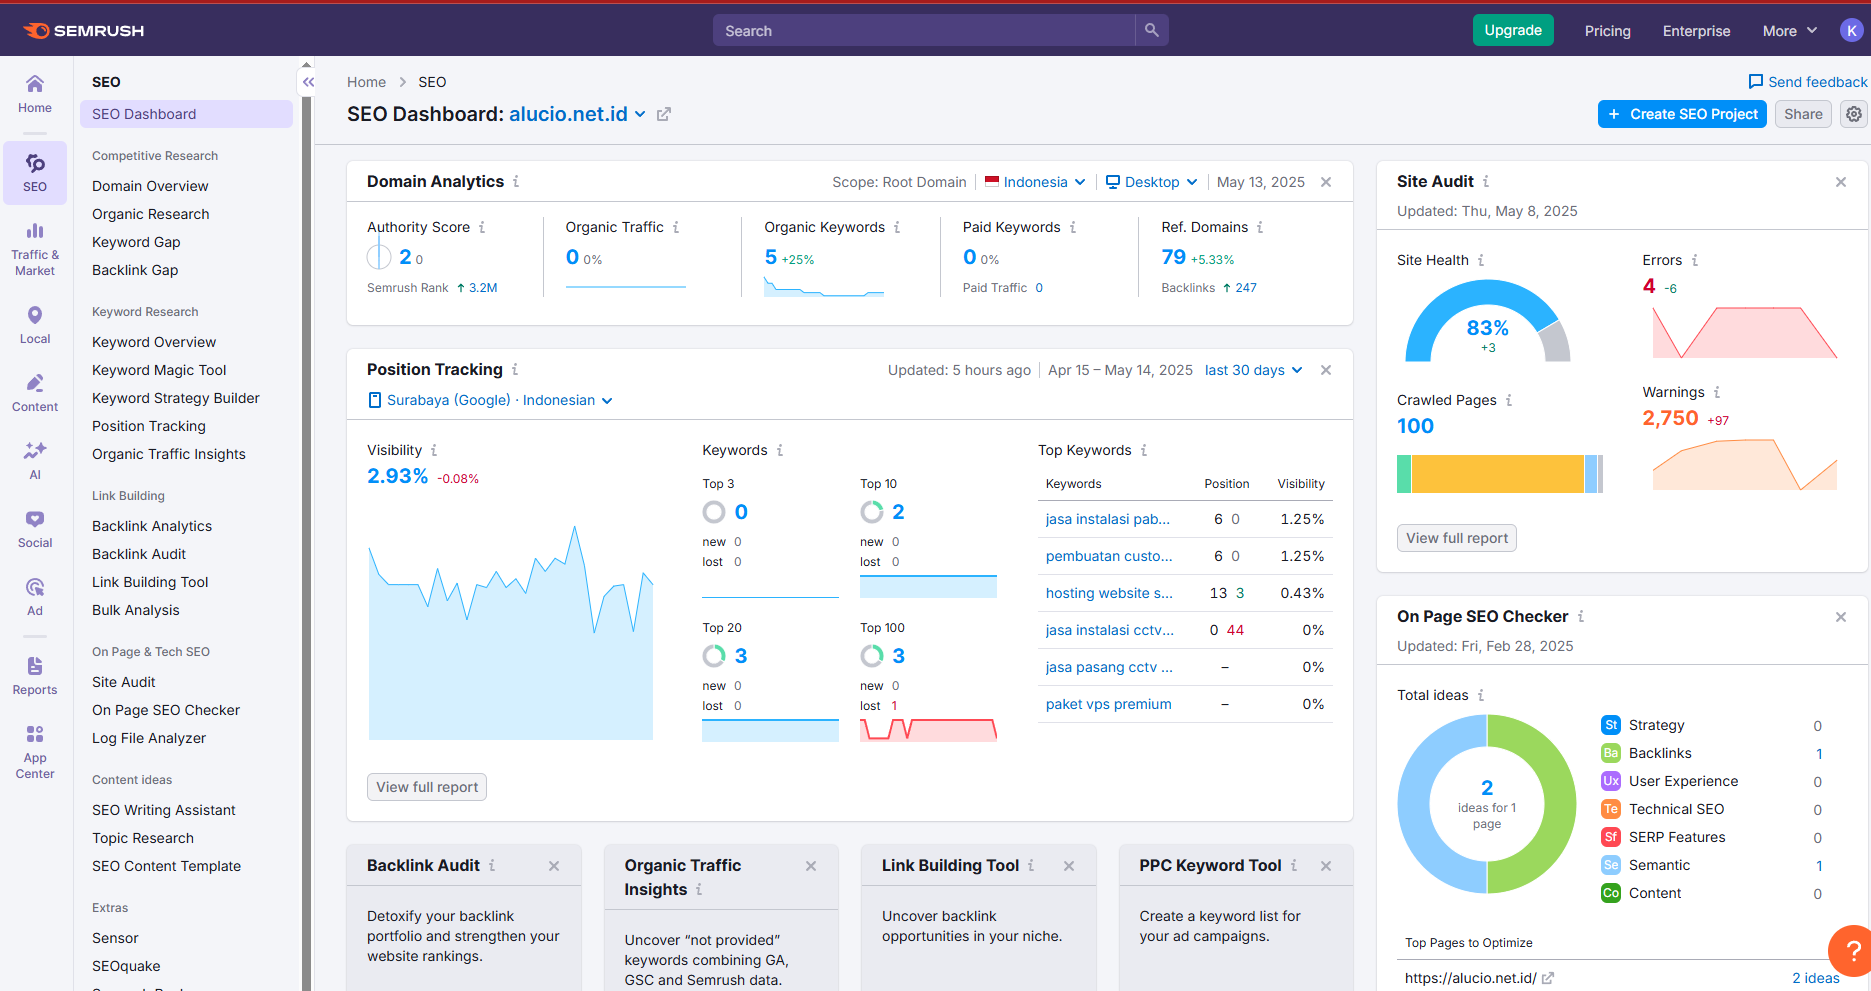 SEMRUSH
Search
Upgrade
Pricing
Enterprise
More
K
Home
SEO
Traffic &
Market
Local
Content
AI
Social
Ad
Reports
App
Center
SEO
SEO Dashboard
Competitive Research
Domain Overview
Organic Research
Keyword Gap
Backlink Gap
Keyword Research
Keyword Overview
Keyword Magic Tool
Keyword Strategy Builder
Position Tracking
Organic Traffic Insights
Link Building
Backlink Analytics
Backlink Audit
Link Building Tool
Bulk Analysis
On Page & Tech SEO
Site Audit
On Page SEO Checker
Log File Analyzer
Content ideas
SEO Writing Assistant
Topic Research
SEO Content Template
Extras
Sensor
SEOquake
Home > SEO
Send feedback
SEO Dashboard: alucio.net.id
+ Create SEO Project
Share
Domain Analytics
Scope: Root Domain
Indonesia
Desktop
May 13, 2025
Authority Score
2 0
Semrush Rank ↑ 3.2M
Organic Traffic
0 0%
Organic Keywords
5 +25%
Paid Keywords
0 0%
Paid Traffic 0
Ref. Domains
79 +5.33%
Backlinks ↑ 247
Position Tracking
Updated: 5 hours ago
Apr 15 – May 14, 2025
last 30 days
Surabaya (Google) · Indonesian
Visibility
2.93% -0.08%
Keywords
Top 3
0
new 0
lost 0
Top 10
2
new 0
lost 0
Top 20
3
new 0
lost 0
Top 100
3
new 0
lost 1
Top Keywords
Keywords Position Visibility
jasa instalasi pab... 6 0 1.25%
pembuatan custo... 6 0 1.25%
hosting website s... 13 3 0.43%
jasa instalasi cctv... 0 44 0%
jasa pasang cctv ... – 0%
paket vps premium – 0%
View full report
Backlink Audit
Detoxify your backlink
portfolio and strengthen your
website rankings.
Organic Traffic
Insights
Uncover “not provided”
keywords combining GA,
GSC and Semrush data.
Link Building Tool
Uncover backlink
opportunities in your niche.
PPC Keyword Tool
Create a keyword list for
your ad campaigns.
Site Audit
Updated: Thu, May 8, 2025
Site Health
83%
+3
Errors
4 -6
Crawled Pages
100
Warnings
2,750 +97
View full report
On Page SEO Checker
Updated: Fri, Feb 28, 2025
Total ideas
2
ideas for 1
page
St Strategy 0
Ba Backlinks 1
Ux User Experience 0
Te Technical SEO 0
Sf SERP Features 0
Se Semantic 1
Co Content 0
Top Pages to Optimize
https://alucio.net.id/
2 ideas
?